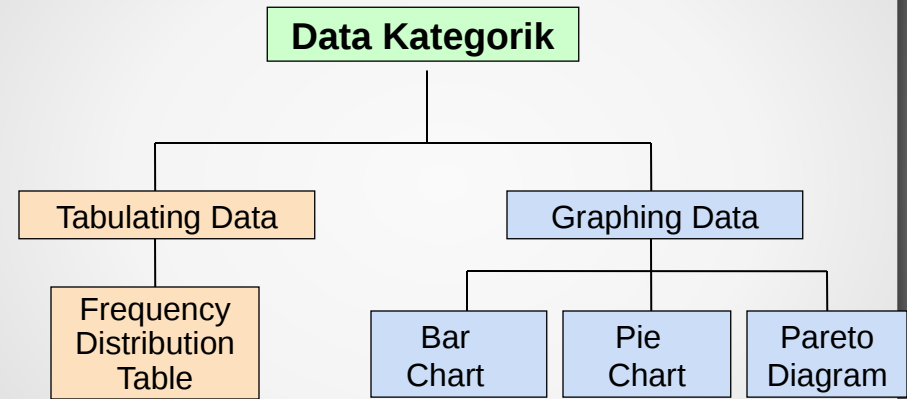 Data Kategorik
Tabulating Data
Graphing Data
Frequency
Distribution
Table
Bar
Chart
Pie
Chart
Pareto
Diagram